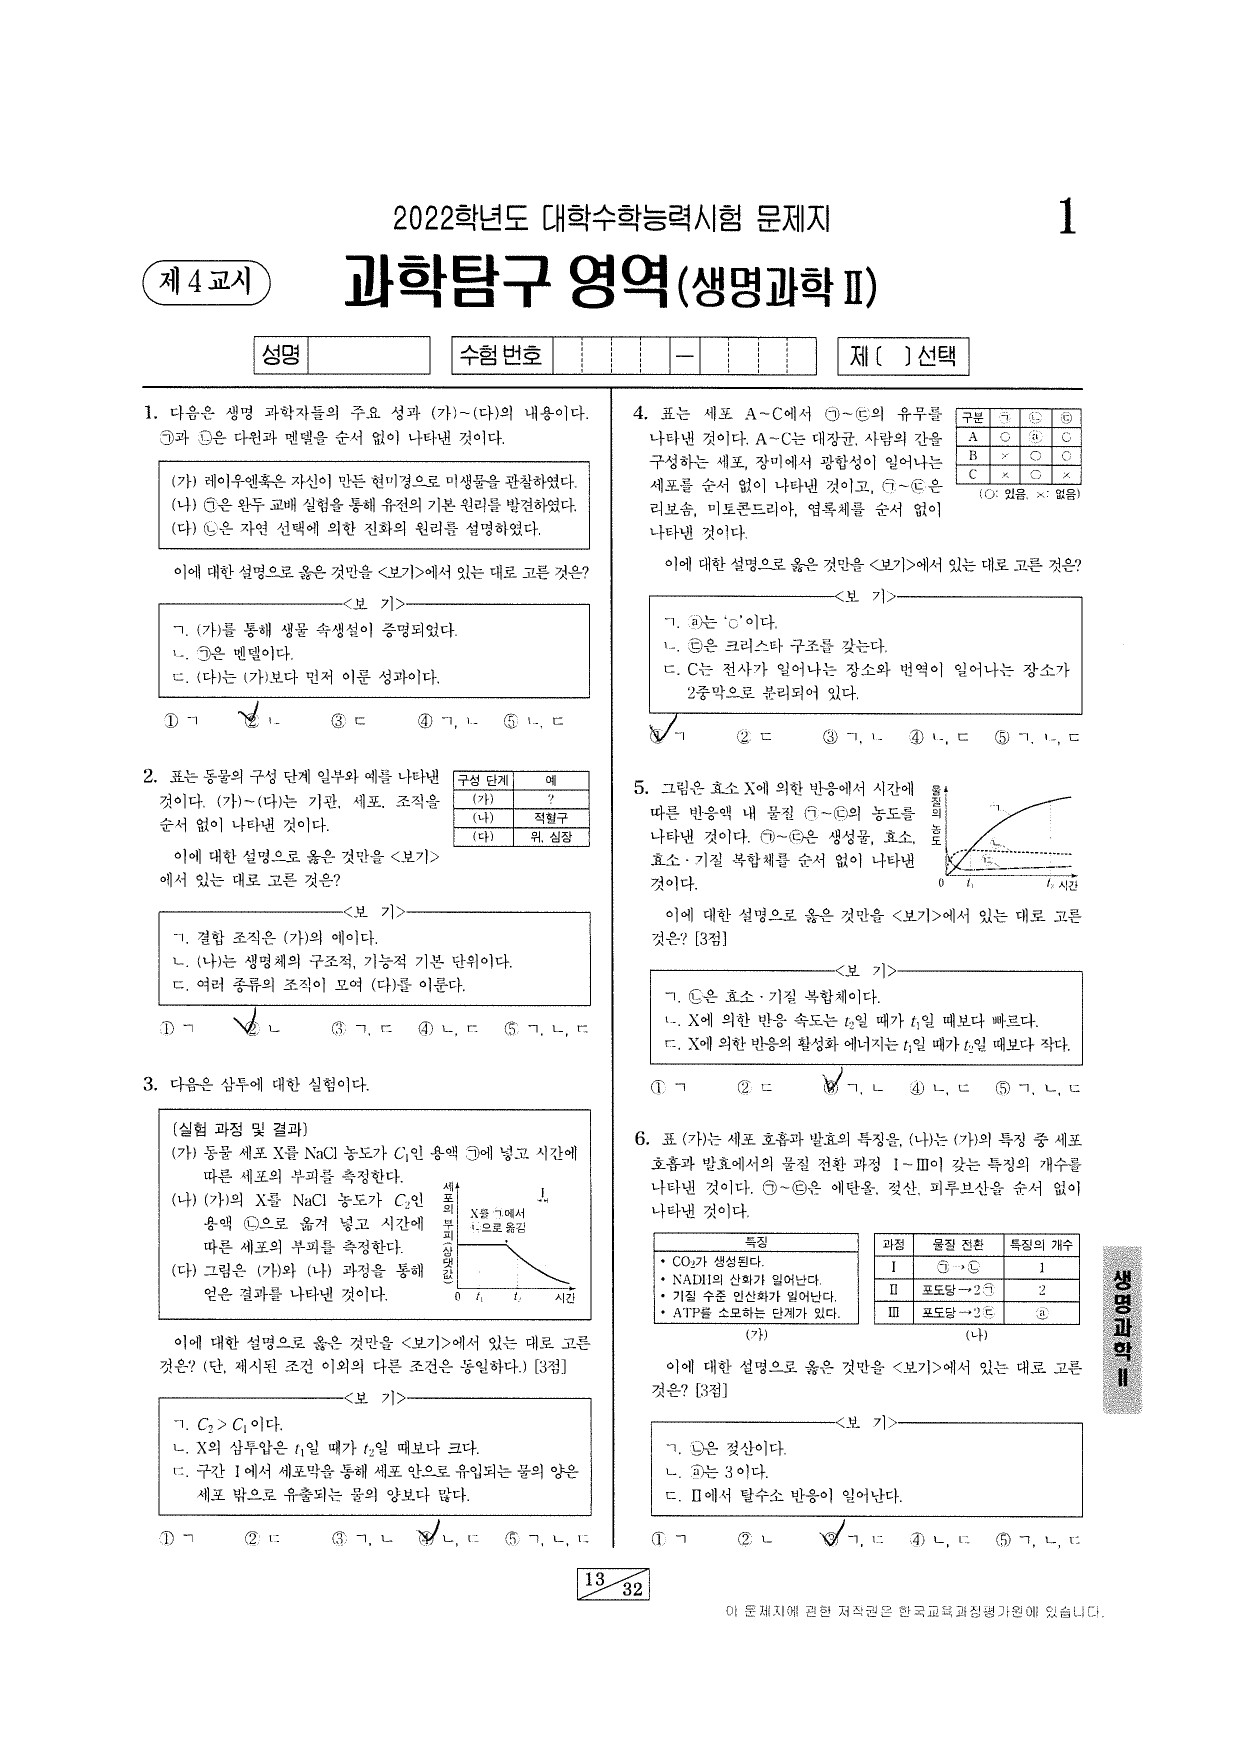 2022학년도 대학수학능력시험 문제지
1
제 4 교시
과학탐구 영역(생명과학 Ⅱ)
성명
수험 번호
—
제 [ ] 선택
1. 다음은 생명 과학자들의 주요 성과 (가)~(다)의 내용이다.
㉠과 ㉡은 다윈과 멘델을 순서 없이 나타낸 것이다.
(가) 레이우엔훅은 자신이 만든 현미경으로 미생물을 관찰하였다.
(나) ㉠은 완두 교배 실험을 통해 유전의 기본 원리를 발견하였다.
(다) ㉡은 자연 선택에 의한 진화의 원리를 설명하였다.
이에 대한 설명으로 옳은 것만을 <보기>에서 있는 대로 고른 것은?
<보 기>
ㄱ. (가)를 통해 생물 속생설이 증명되었다.
ㄴ. ㉠은 멘델이다.
ㄷ. (다)는 (가)보다 먼저 이룬 성과이다.
① ㄱ ② ㄴ ③ ㄷ ④ ㄱ, ㄴ ⑤ ㄴ, ㄷ
2. 표는 동물의 구성 단계 일부와 예를 나타낸
것이다. (가)~(다)는 기관, 세포, 조직을
순서 없이 나타낸 것이다.
구성 단계 예
(가) ?
(나) 적혈구
(다) 위, 심장
이에 대한 설명으로 옳은 것만을 <보기>
에서 있는 대로 고른 것은?
<보 기>
ㄱ. 결합 조직은 (가)의 예이다.
ㄴ. (나)는 생명체의 구조적, 기능적 기본 단위이다.
ㄷ. 여러 종류의 조직이 모여 (다)를 이룬다.
① ㄱ ② ㄴ ③ ㄱ, ㄷ ④ ㄴ, ㄷ ⑤ ㄱ, ㄴ, ㄷ
3. 다음은 삼투에 대한 실험이다.
(실험 과정 및 결과)
(가) 동물 세포 X를 NaCl 농도가 C₁인 용액 ㉠에 넣고 시간에
따른 세포의 부피를 측정한다.
(나) (가)의 X를 NaCl 농도가 C₂인
용액 ㉡으로 옮겨 넣고 시간에
따른 세포의 부피를 측정한다.
(다) 그림은 (가)와 (나) 과정을 통해
얻은 결과를 나타낸 것이다.
세포의 부피(상댓값)
X를 ㉠에서
㉡으로 옮김
Ⅰ
0 t₁ t₂ 시간
이에 대한 설명으로 옳은 것만을 <보기>에서 있는 대로 고른
것은? (단, 제시된 조건 이외의 다른 조건은 동일하다.) [3점]
<보 기>
ㄱ. C₂ > C₁이다.
ㄴ. X의 삼투압은 t₁일 때가 t₂일 때보다 크다.
ㄷ. 구간 Ⅰ에서 세포막을 통해 세포 안으로 유입되는 물의 양은
세포 밖으로 유출되는 물의 양보다 많다.
① ㄱ ② ㄷ ③ ㄱ, ㄴ ④ ㄴ, ㄷ ⑤ ㄱ, ㄴ, ㄷ
4. 표는 세포 A~C에서 ㉠~㉢의 유무를
나타낸 것이다. A~C는 대장균, 사람의 간을
구성하는 세포, 장미에서 광합성이 일어나는
세포를 순서 없이 나타낸 것이고, ㉠~㉢은
리보솜, 미토콘드리아, 엽록체를 순서 없이
나타낸 것이다.
구분 ㉠ ㉡ ㉢
A ○ ⓐ ○
B × ○ ○
C × ○ ×
(○: 있음, ×: 없음)
이에 대한 설명으로 옳은 것만을 <보기>에서 있는 대로 고른 것은?
<보 기>
ㄱ. ⓐ는 ‘○’이다.
ㄴ. ㉢은 크리스타 구조를 갖는다.
ㄷ. C는 전사가 일어나는 장소와 번역이 일어나는 장소가
2중막으로 분리되어 있다.
① ㄱ ② ㄷ ③ ㄱ, ㄴ ④ ㄴ, ㄷ ⑤ ㄱ, ㄴ, ㄷ
5. 그림은 효소 X에 의한 반응에서 시간에
따른 반응액 내 물질 ㉠~㉢의 농도를
나타낸 것이다. ㉠~㉢은 생성물, 효소,
효소 · 기질 복합체를 순서 없이 나타낸
것이다.
물질의 농도
㉠
㉡
㉢
0 t₁ t₂ 시간
이에 대한 설명으로 옳은 것만을 <보기>에서 있는 대로 고른
것은? [3점]
<보 기>
ㄱ. ㉡은 효소 · 기질 복합체이다.
ㄴ. X에 의한 반응 속도는 t₂일 때가 t₁일 때보다 빠르다.
ㄷ. X에 의한 반응의 활성화 에너지는 t₁일 때가 t₂일 때보다 작다.
① ㄱ ② ㄷ ③ ㄱ, ㄴ ④ ㄴ, ㄷ ⑤ ㄱ, ㄴ, ㄷ
6. 표 (가)는 세포 호흡과 발효의 특징을, (나)는 (가)의 특징 중 세포
호흡과 발효에서의 물질 전환 과정 Ⅰ~Ⅲ이 갖는 특징의 개수를
나타낸 것이다. ㉠~㉢은 에탄올, 젖산, 피루브산을 순서 없이
나타낸 것이다.
특징
• CO₂가 생성된다.
• NADH의 산화가 일어난다.
• 기질 수준 인산화가 일어난다.
• ATP를 소모하는 단계가 있다.
(가)
과정 물질 전환 특징의 개수
Ⅰ ㉠→㉡ 1
Ⅱ 포도당→2㉠ 2
Ⅲ 포도당→2㉢ ⓐ
(나)
이에 대한 설명으로 옳은 것만을 <보기>에서 있는 대로 고른
것은? [3점]
<보 기>
ㄱ. ㉡은 젖산이다.
ㄴ. ⓐ는 3이다.
ㄷ. Ⅱ에서 탈수소 반응이 일어난다.
① ㄱ ② ㄴ ③ ㄱ, ㄷ ④ ㄴ, ㄷ ⑤ ㄱ, ㄴ, ㄷ
생명과학 Ⅱ
13 32
이 문제지에 관한 저작권은 한국교육과정평가원에 있습니다.